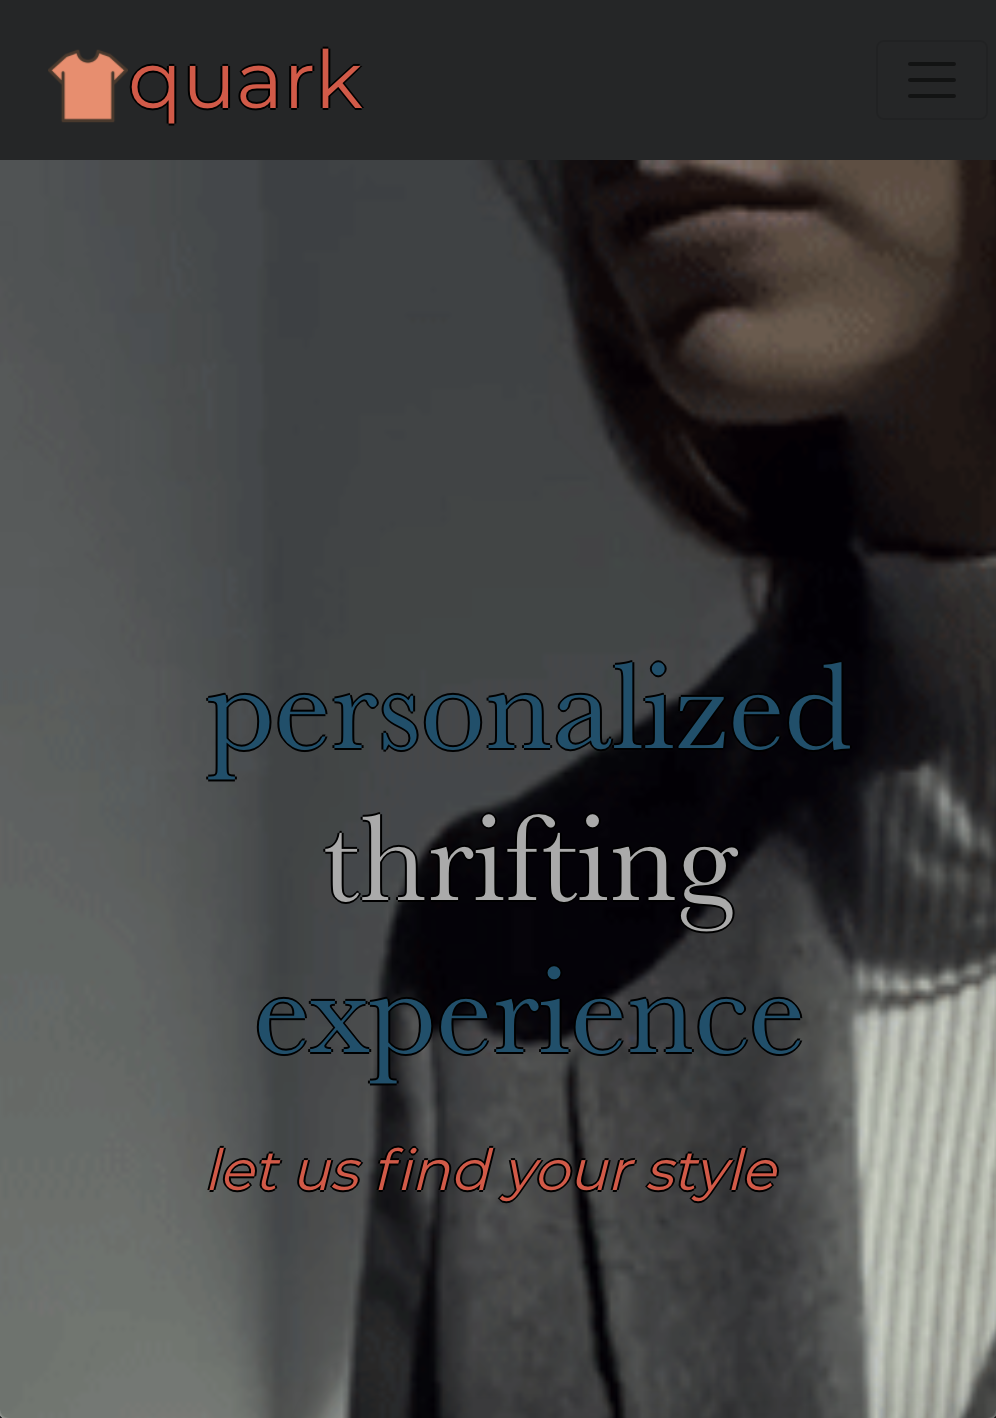 quark
personalized
thrifting
experience
let us find your style